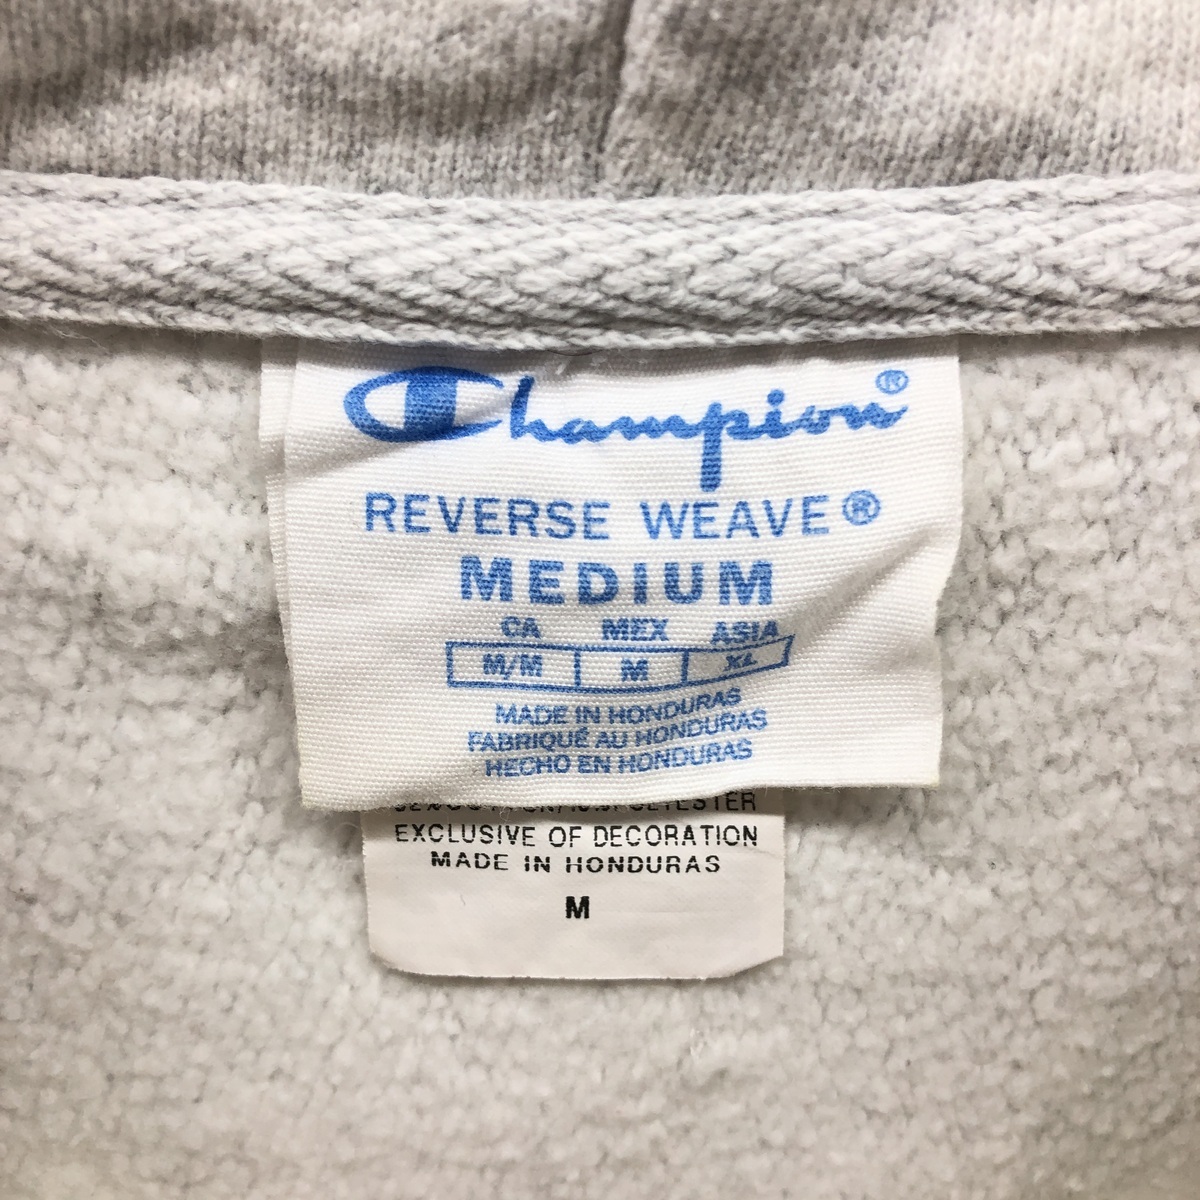 Champion®
REVERSE WEAVE®
MEDIUM
CA MEX ASIA
M/M M XL
MADE IN HONDURAS
FABRIQUÉ AU HONDURAS
HECHO EN HONDURAS
POLYESTER
EXCLUSIVE OF DECORATION
MADE IN HONDURAS
M